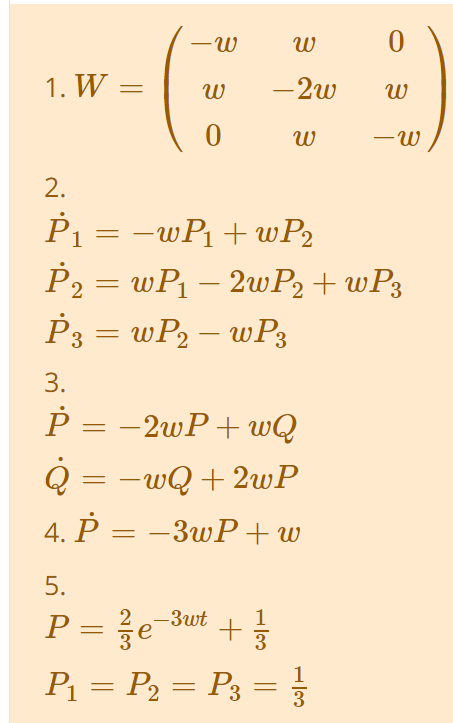 1. W = ( −w w 0
w −2w w
0 w −w )
2.
Ṗ₁ = −wP₁ + wP₂
Ṗ₂ = wP₁ − 2wP₂ + wP₃
Ṗ₃ = wP₂ − wP₃
3.
Ṗ = −2wP + wQ
Q̇ = −wQ + 2wP
4. Ṗ = −3wP + w
5.
P = 2/3 e^{−3wt} + 1/3
P₁ = P₂ = P₃ = 1/3